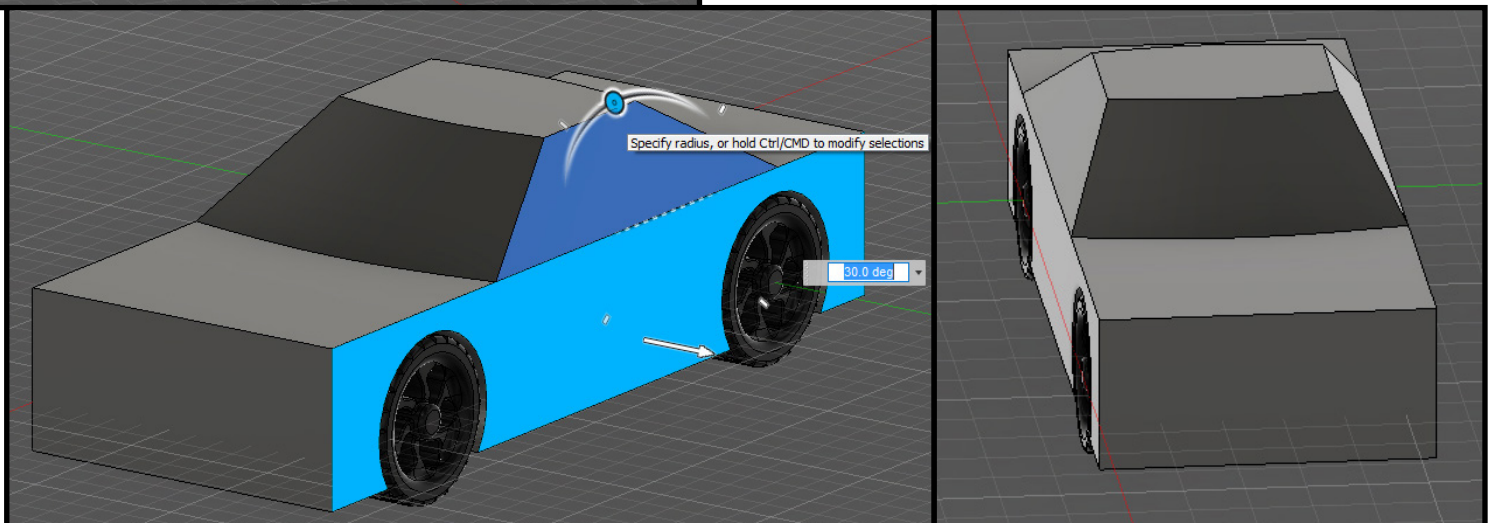 Specify radius, or hold Ctrl/CMD to modify selections
30.0 deg